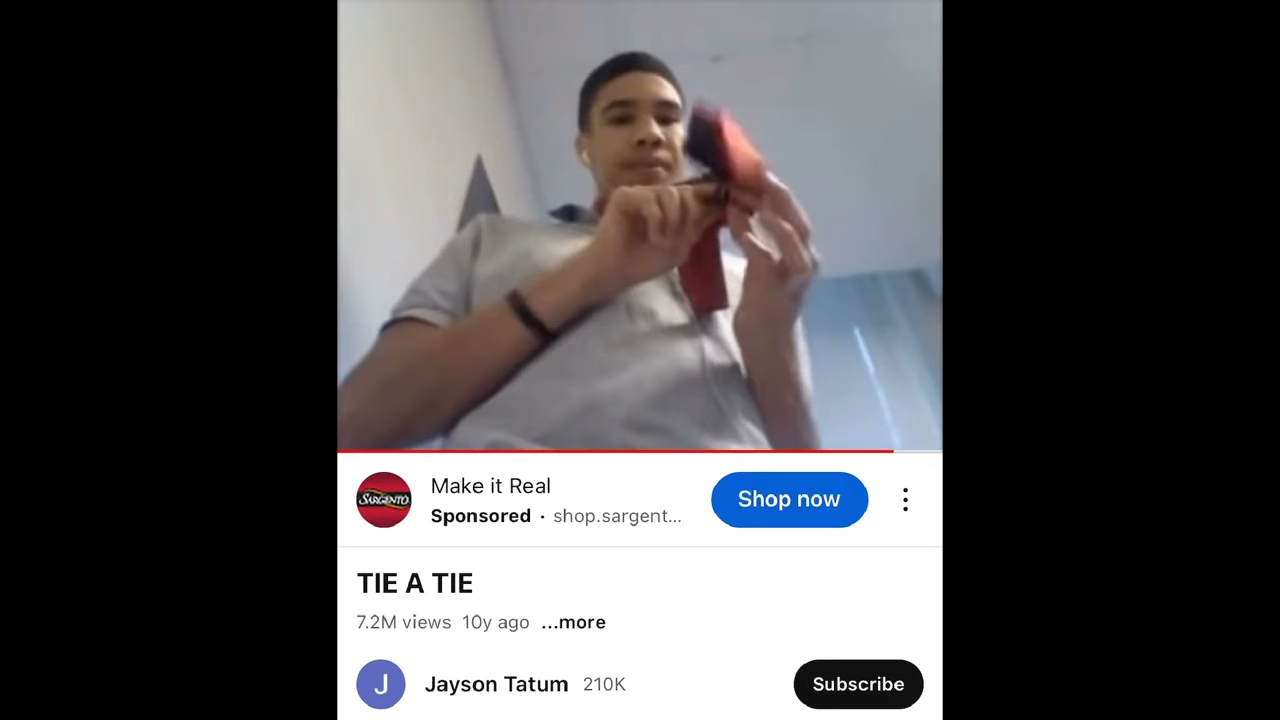 SARGENTO
Make it Real
Shop now
Sponsored · shop.sargent...
TIE A TIE
7.2M views 10y ago ...more
J
Jayson Tatum 210K
Subscribe